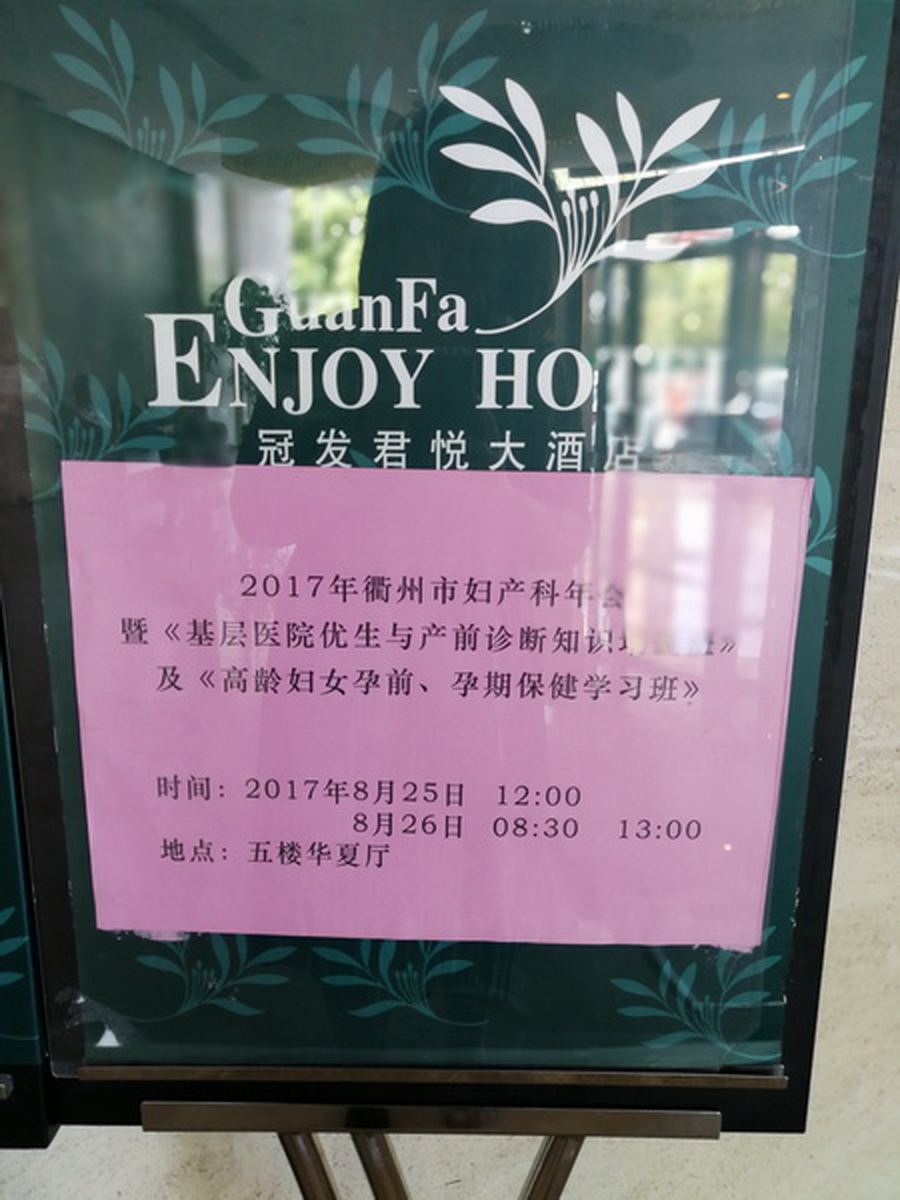 GuanFa
ENJOY HO
冠发君悦大酒店
2017年衢州市妇产科年会
暨《基层医院优生与产前诊断知识班》
及《高龄妇女孕前、孕期保健学习班》
时间：2017年8月25日 12:00
8月26日 08:30 13:00
地点：五楼华夏厅